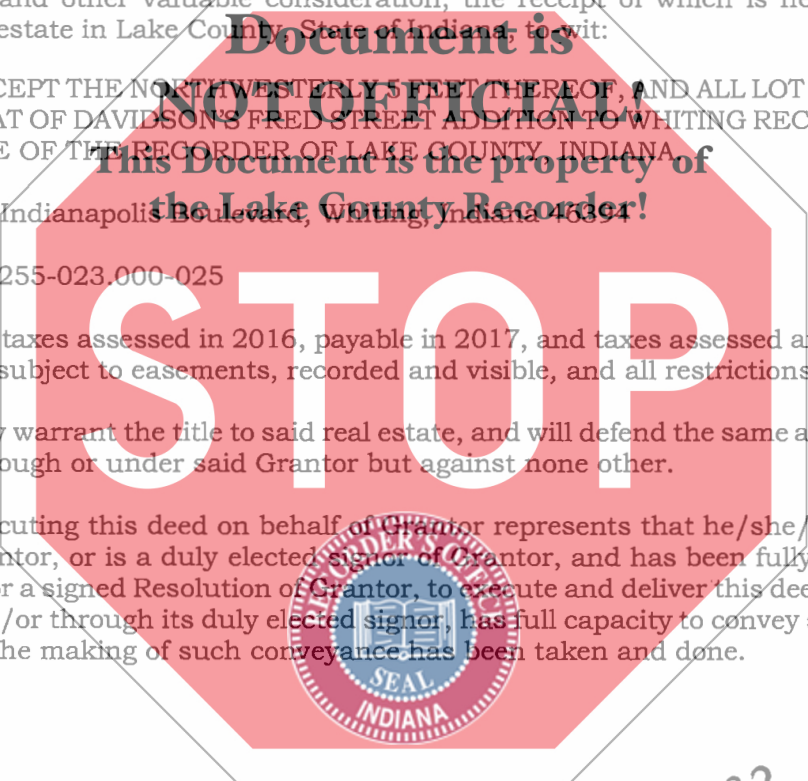 and other valuable consideration, the receipt of which is
estate in Lake County, State of Indiana, to-wit:
Document is
CEPT THE NORTHWESTERLY 5 FEET THEREOF, AND ALL LOT
NOT OFFICIAL!
AT OF DAVIDSON'S FRED STREET ADDITION TO WHITING REC
E OF THE RECORDER OF LAKE COUNTY, INDIANA.
This Document is the property of
the Lake County Recorder!
Indianapolis Boulevard, Whiting, Indiana 46394
255-023.000-025
STOP
taxes assessed in 2016, payable in 2017, and taxes assessed a
subject to easements, recorded and visible, and all restrictions
y warrant the title to said real estate, and will defend the same a
ough or under said Grantor but against none other.
cuting this deed on behalf of Grantor represents that he/she/
ntor, or is a duly elected signor of Grantor, and has been fully
or a signed Resolution of Grantor, to execute and deliver this dee
/or through its duly elected signor, has full capacity to convey
he making of such conveyance has been taken and done.
RECORDER'S OFFICE
SEAL
INDIANA